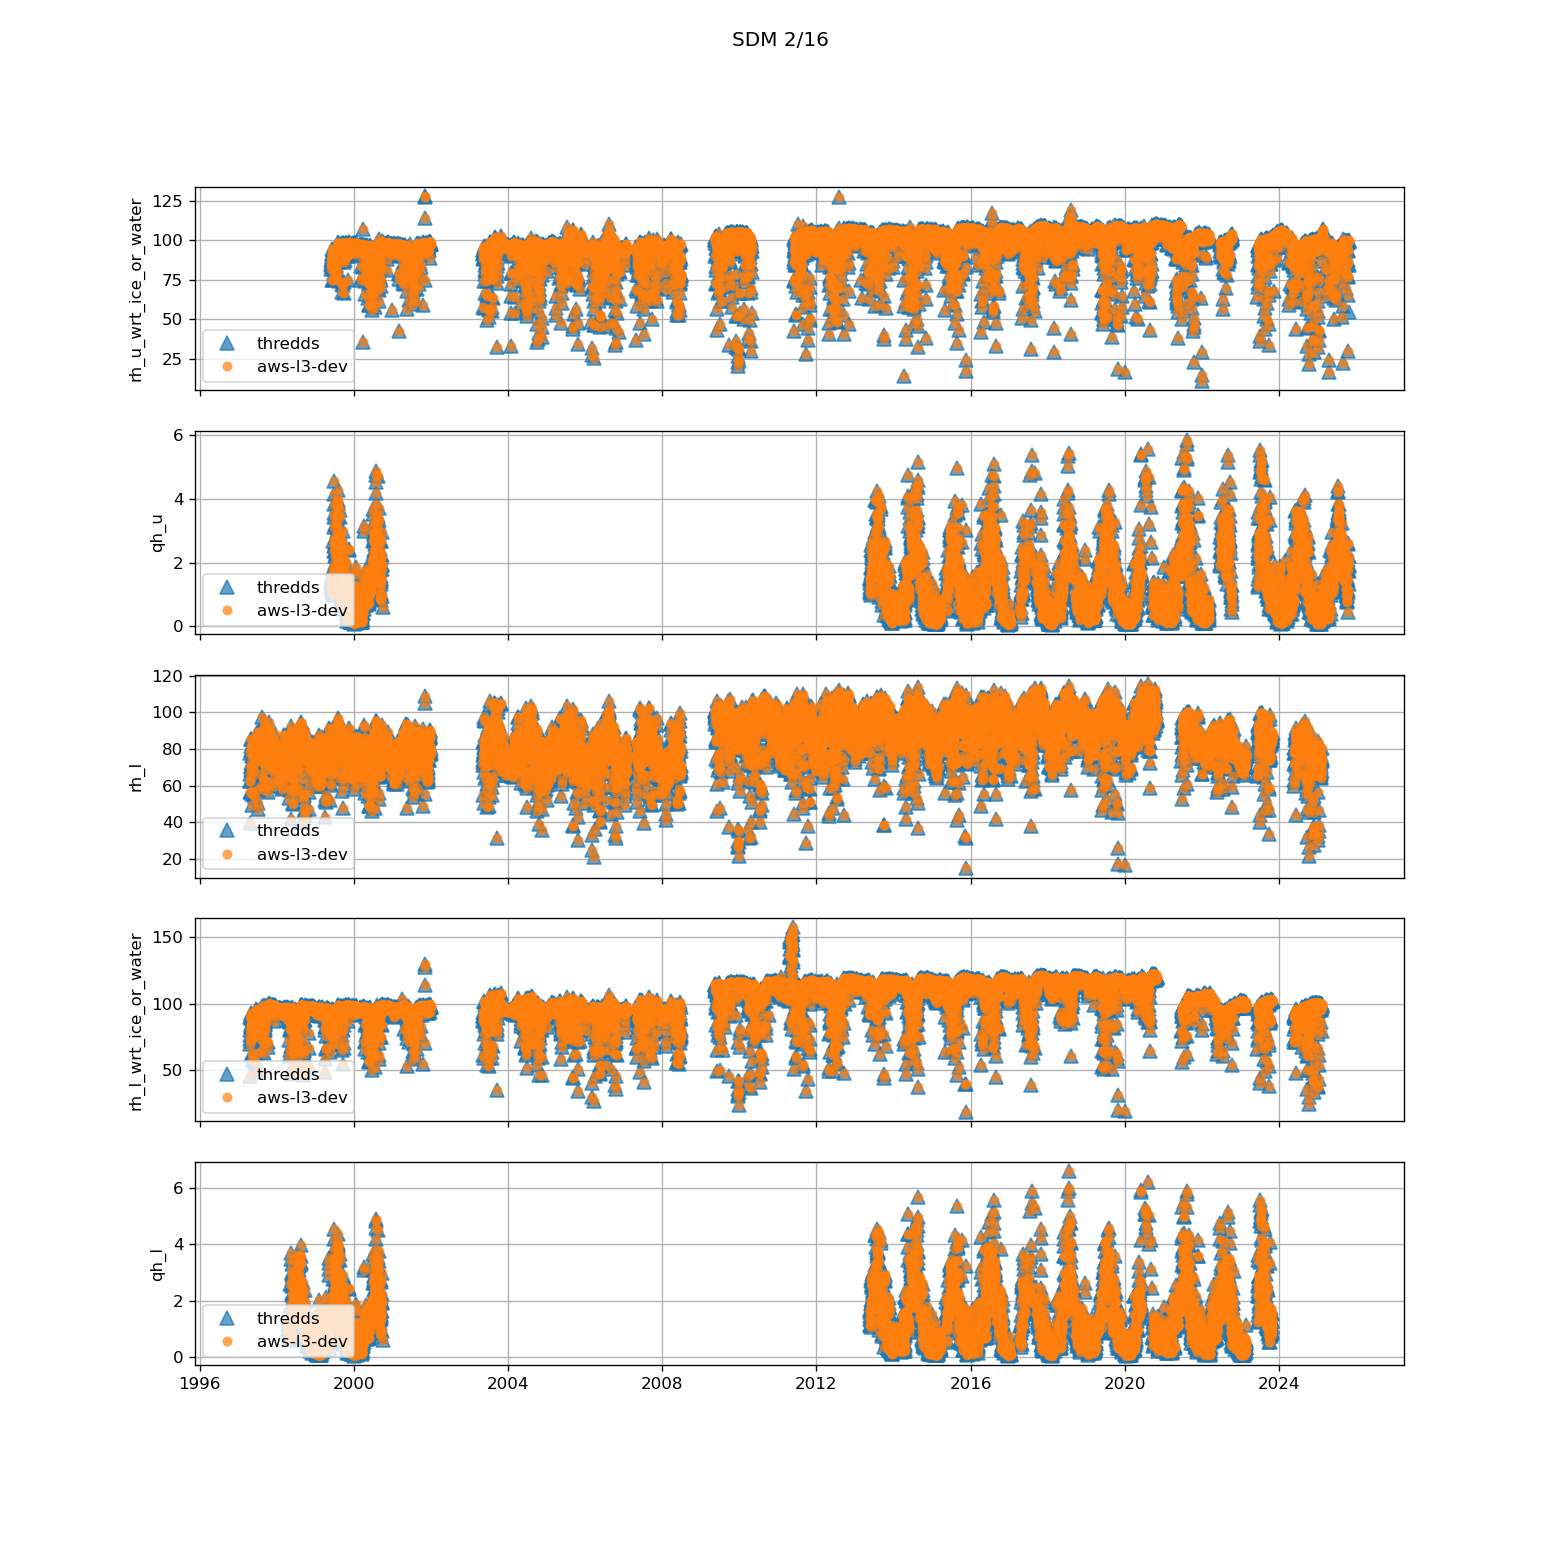 SDM 2/16
125
100
75
50
25
rh_u_wrt_ice_or_water
thredds
aws-l3-dev
6
4
2
0
qh_u
thredds
aws-l3-dev
120
100
80
60
40
20
rh_l
thredds
aws-l3-dev
150
100
50
rh_l_wrt_ice_or_water
thredds
aws-l3-dev
6
4
2
0
qh_l
thredds
aws-l3-dev
1996 2000 2004 2008 2012 2016 2020 2024